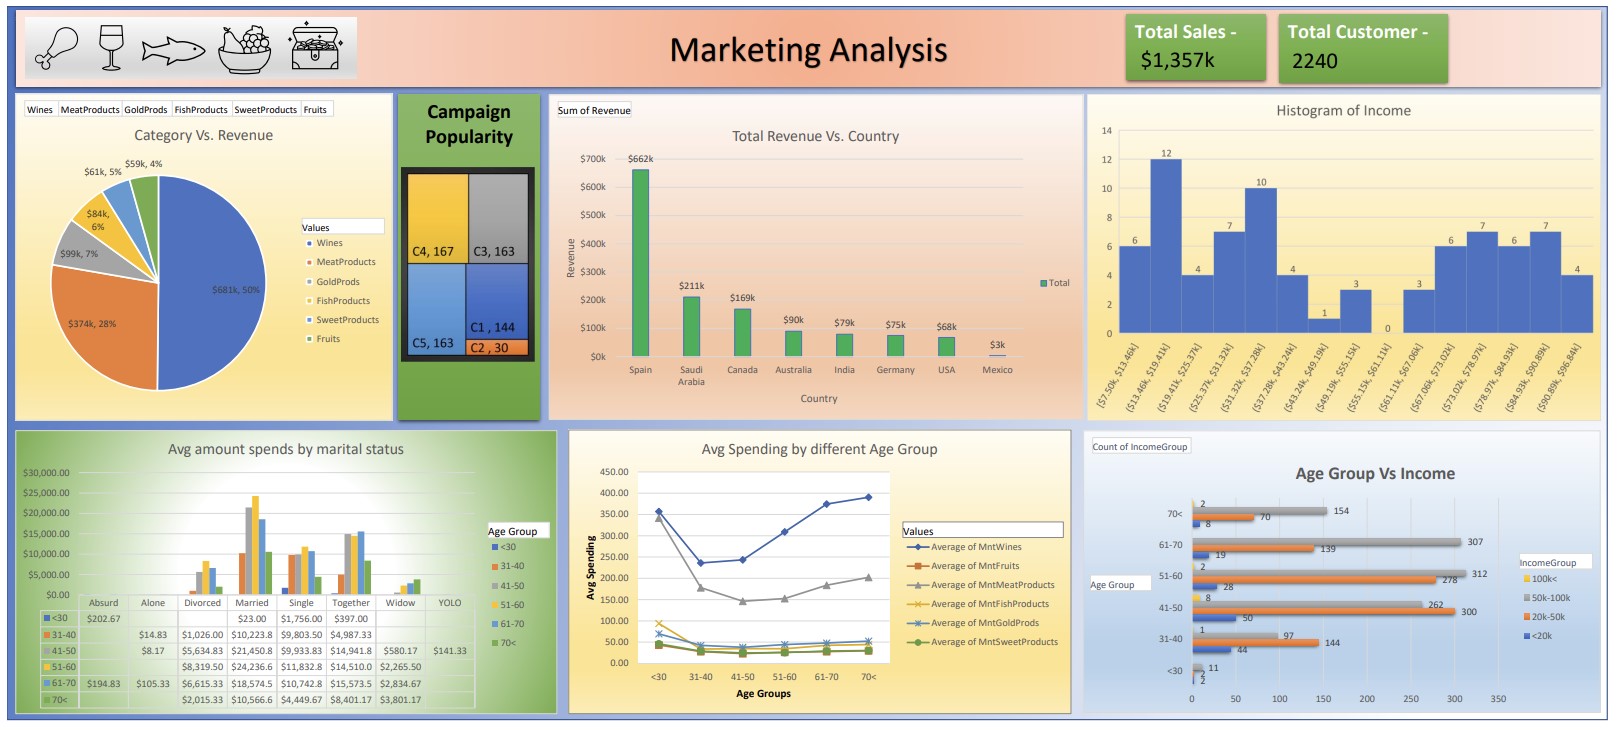 Marketing Analysis
Total Sales -
$1,357k
Total Customer -
2240
Wines MeatProducts GoldProds FishProducts SweetProducts Fruits
Category Vs. Revenue
$59k, 4%
$61k, 5%
$84k,
6%
$99k, 7%
$681k, 50%
$374k, 28%
Values
Wines
MeatProducts
GoldProds
FishProducts
SweetProducts
Fruits
Campaign
Popularity
C4, 167
C3, 163
C1 , 144
C5, 163
C2 , 30
Sum of Revenue
Total Revenue Vs. Country
$700k
$600k
$500k
$400k
$300k
$200k
$100k
$0k
Revenue
$662k
$211k
$169k
$90k
$79k
$75k
$68k
$3k
Spain
Saudi
Arabia
Canada
Australia
India
Germany
USA
Mexico
Country
Total
Histogram of Income
14
12
10
8
6
4
2
0
6
12
4
7
10
4
1
3
0
3
6
7
6
7
4
[$7.50k, $13.46k]
($13.46k, $19.41k]
($19.41k, $25.37k]
($25.37k, $31.32k]
($31.32k, $37.28k]
($37.28k, $43.24k]
($43.24k, $49.19k]
($49.19k, $55.15k]
($55.15k, $61.11k]
($61.11k, $67.06k]
($67.06k, $73.02k]
($73.02k, $78.97k]
($78.97k, $84.93k]
($84.93k, $90.89k]
($90.89k, $96.84k]
Avg amount spends by marital status
$30,000.00
$25,000.00
$20,000.00
$15,000.00
$10,000.00
$5,000.00
$0.00
Absurd Alone Divorced Married Single Together Widow YOLO
<30 $202.67 $23.00 $1,756.00 $397.00
31-40 $14.83 $1,026.00 $10,223.8 $9,803.50 $4,987.33
41-50 $8.17 $5,634.83 $21,450.8 $9,933.83 $14,941.8 $580.17 $141.33
51-60 $8,319.50 $24,236.6 $11,832.8 $14,510.0 $2,265.50
61-70 $194.83 $105.33 $6,615.33 $18,574.5 $10,742.8 $15,573.5 $2,834.67
70< $2,015.33 $10,566.6 $4,449.67 $8,401.17 $3,801.17
Age Group
<30
31-40
41-50
51-60
61-70
70<
Avg Spending by different Age Group
450.00
400.00
350.00
300.00
250.00
200.00
150.00
100.00
50.00
0.00
Avg Spending
<30 31-40 41-50 51-60 61-70 70<
Age Groups
Values
Average of MntWines
Average of MntFruits
Average of MntMeatProducts
Average of MntFishProducts
Average of MntGoldProds
Average of MntSweetProducts
Count of IncomeGroup
Age Group Vs Income
Age Group
70<
61-70
51-60
41-50
31-40
<30
2
154
70
8
307
139
19
2
312
278
28
8
262
300
50
1
97
144
44
11
2
2
0 50 100 150 200 250 300 350
IncomeGroup
100k<
50k-100k
20k-50k
<20k